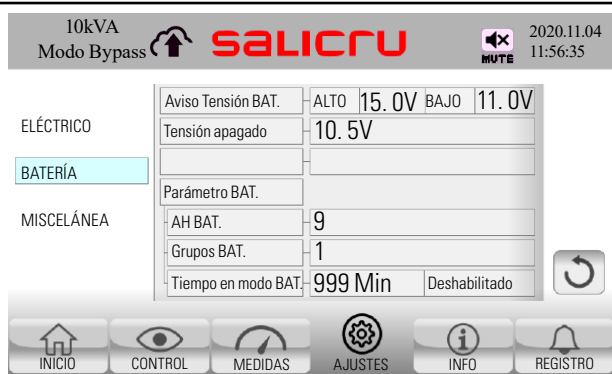 10kVA
Modo Bypass
salicru
MUTE
2020.11.04
11:56:35
ELÉCTRICO
BATERÍA
MISCELÁNEA
Aviso Tensión BAT. ALTO 15.0V BAJO 11.0V
Tensión apagado 10.5V
Parámetro BAT.
AH BAT. 9
Grupos BAT. 1
Tiempo en modo BAT. 999 Min Deshabilitado
INICIO CONTROL MEDIDAS AJUSTES INFO REGISTRO